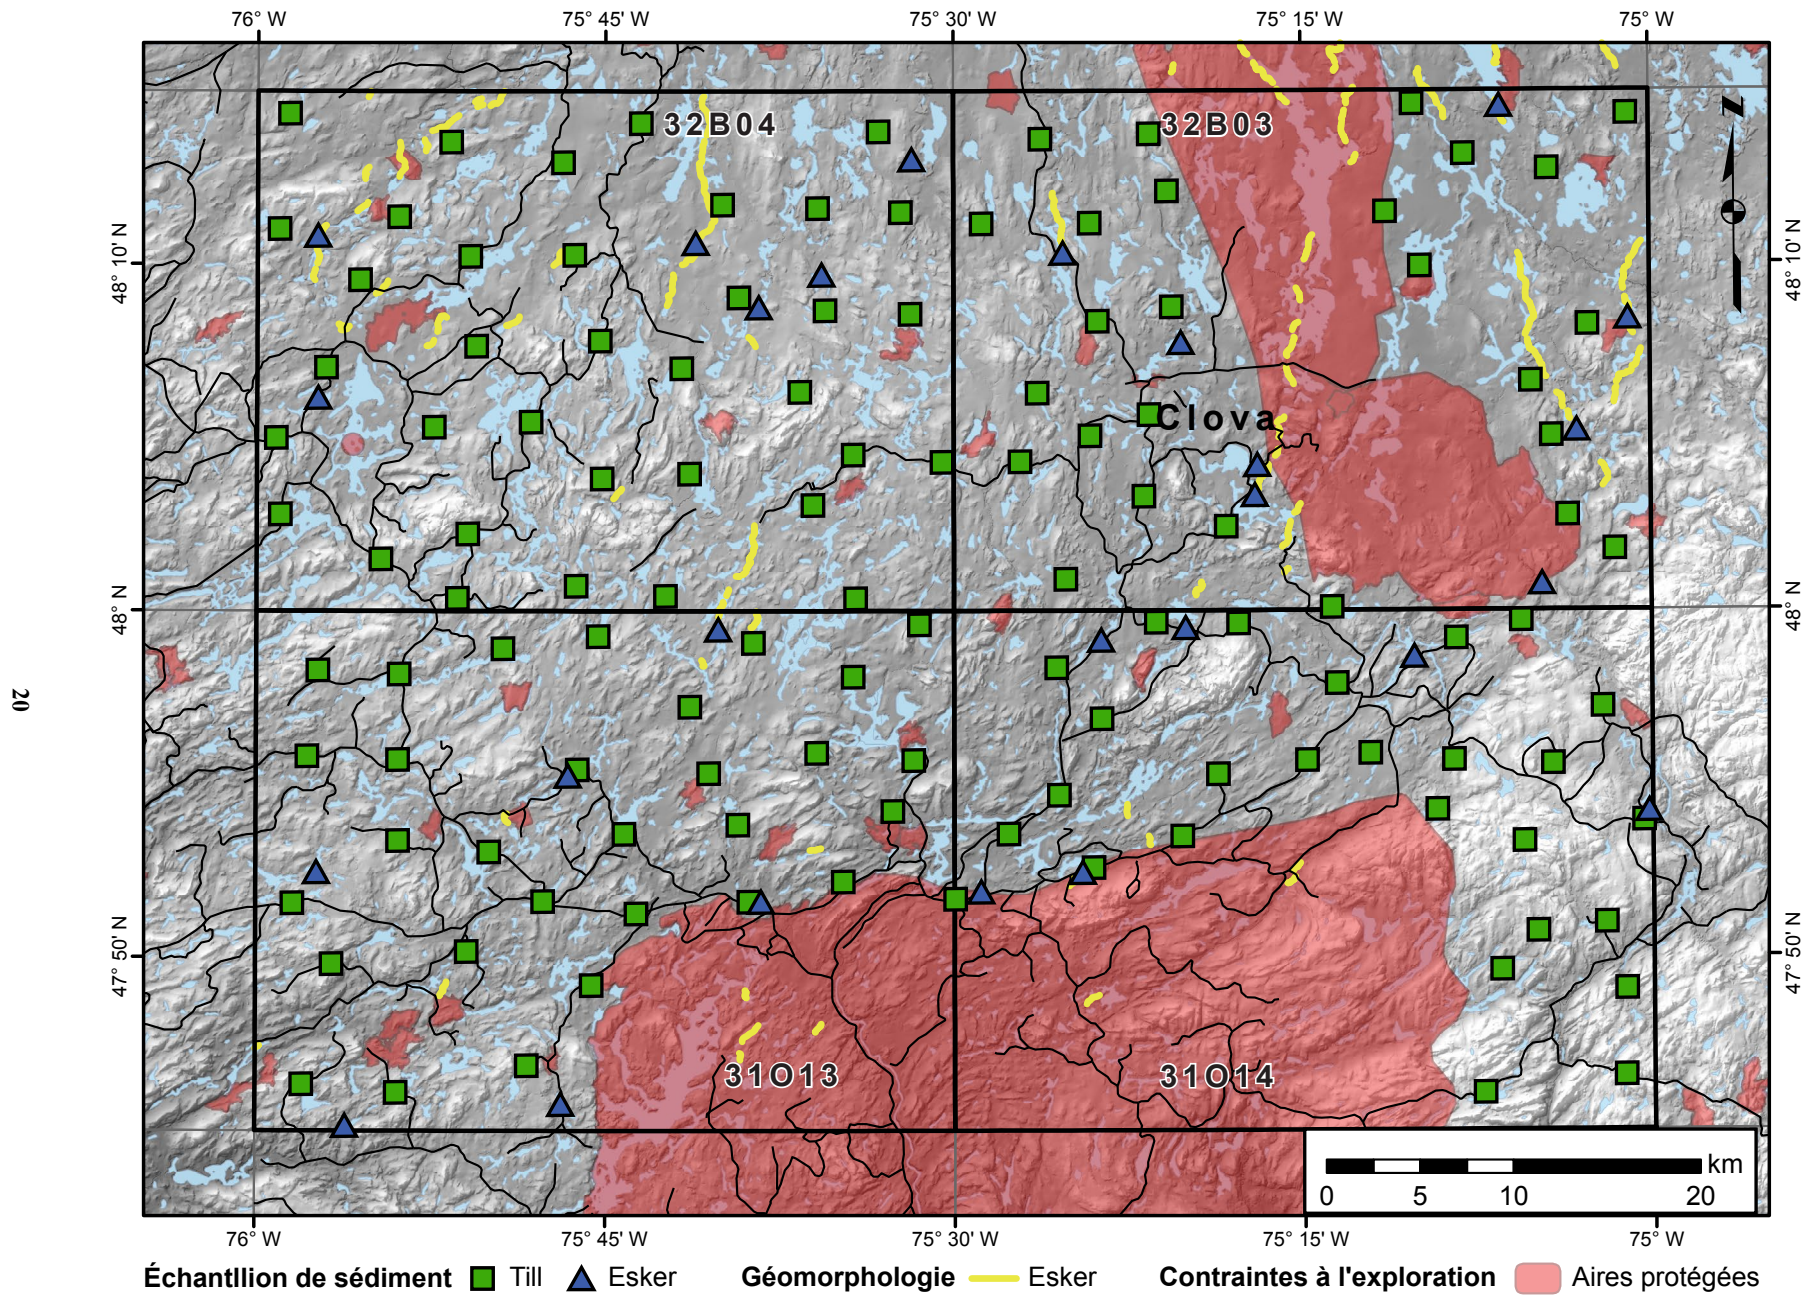 76° W 75° 45' W 75° 30' W 75° 15' W 75° W
N
32B04 32B03
48° 10' N 48° 10' N
Clova
48° N 48° N
20
47° 50' N 47° 50' N
31O13 31O14
km
0 5 10 20
76° W 75° 45' W 75° 30' W 75° 15' W 75° W
Échantllion de sédiment Till Esker Géomorphologie Esker Contraintes à l'exploration Aires protégées